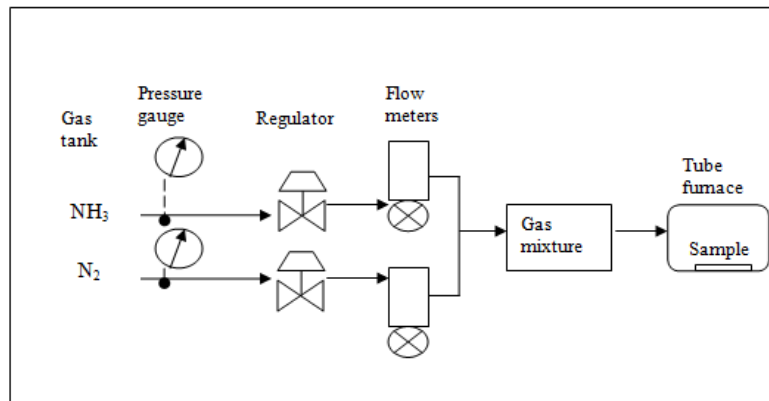 Gas
tank
Pressure
gauge
Regulator
Flow
meters
Tube
furnace
NH₃
N₂
Gas
mixture
Sample